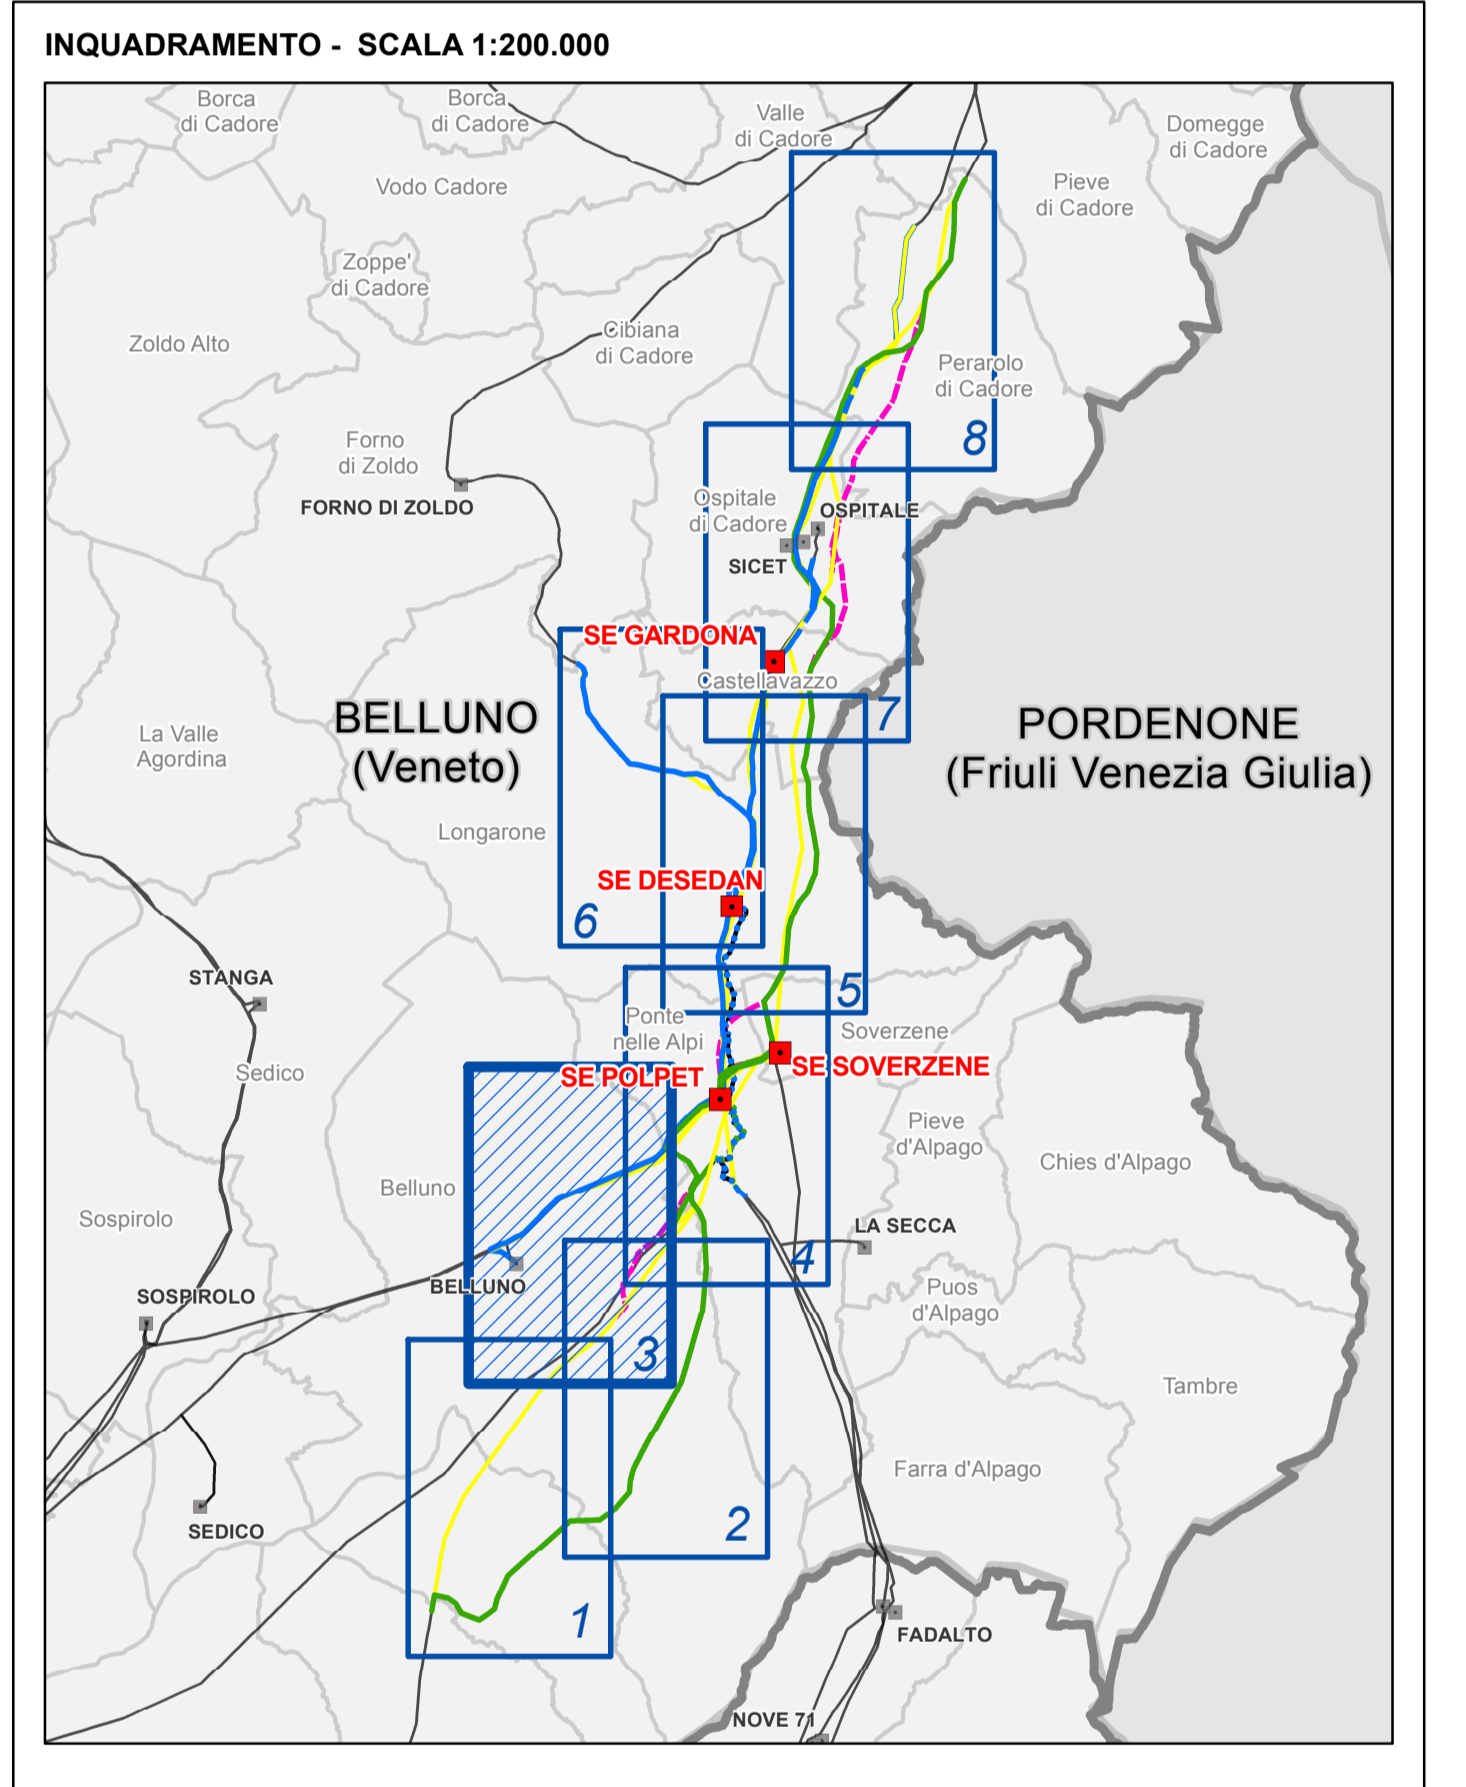 INQUADRAMENTO - SCALA 1:200.000
Borca
di Cadore
Borca
di Cadore
Valle
di Cadore
Domegge
di Cadore
Vodo Cadore
Pieve
di Cadore
Zoppe'
di Cadore
Zoldo Alto
Cibiana
di Cadore
Perarolo
di Cadore
8
Forno
di Zoldo
FORNO DI ZOLDO
Ospitale
di Cadore
OSPITALE
SICET
SE GARDONA
Castellavazzo
7
BELLUNO
(Veneto)
PORDENONE
(Friuli Venezia Giulia)
La Valle
Agordina
Longarone
SE DESEDAN
6
STANGA
5
Ponte
nelle Alpi
Soverzene
Sedico
SE POLPET
SE SOVERZENE
Pieve
d'Alpago
Chies d'Alpago
Belluno
Sospirolo
LA SECCA
4
BELLUNO
SOSPIROLO
Puos
d'Alpago
3
Tambre
Farra d'Alpago
SEDICO
2
1
FADALTO
NOVE 71